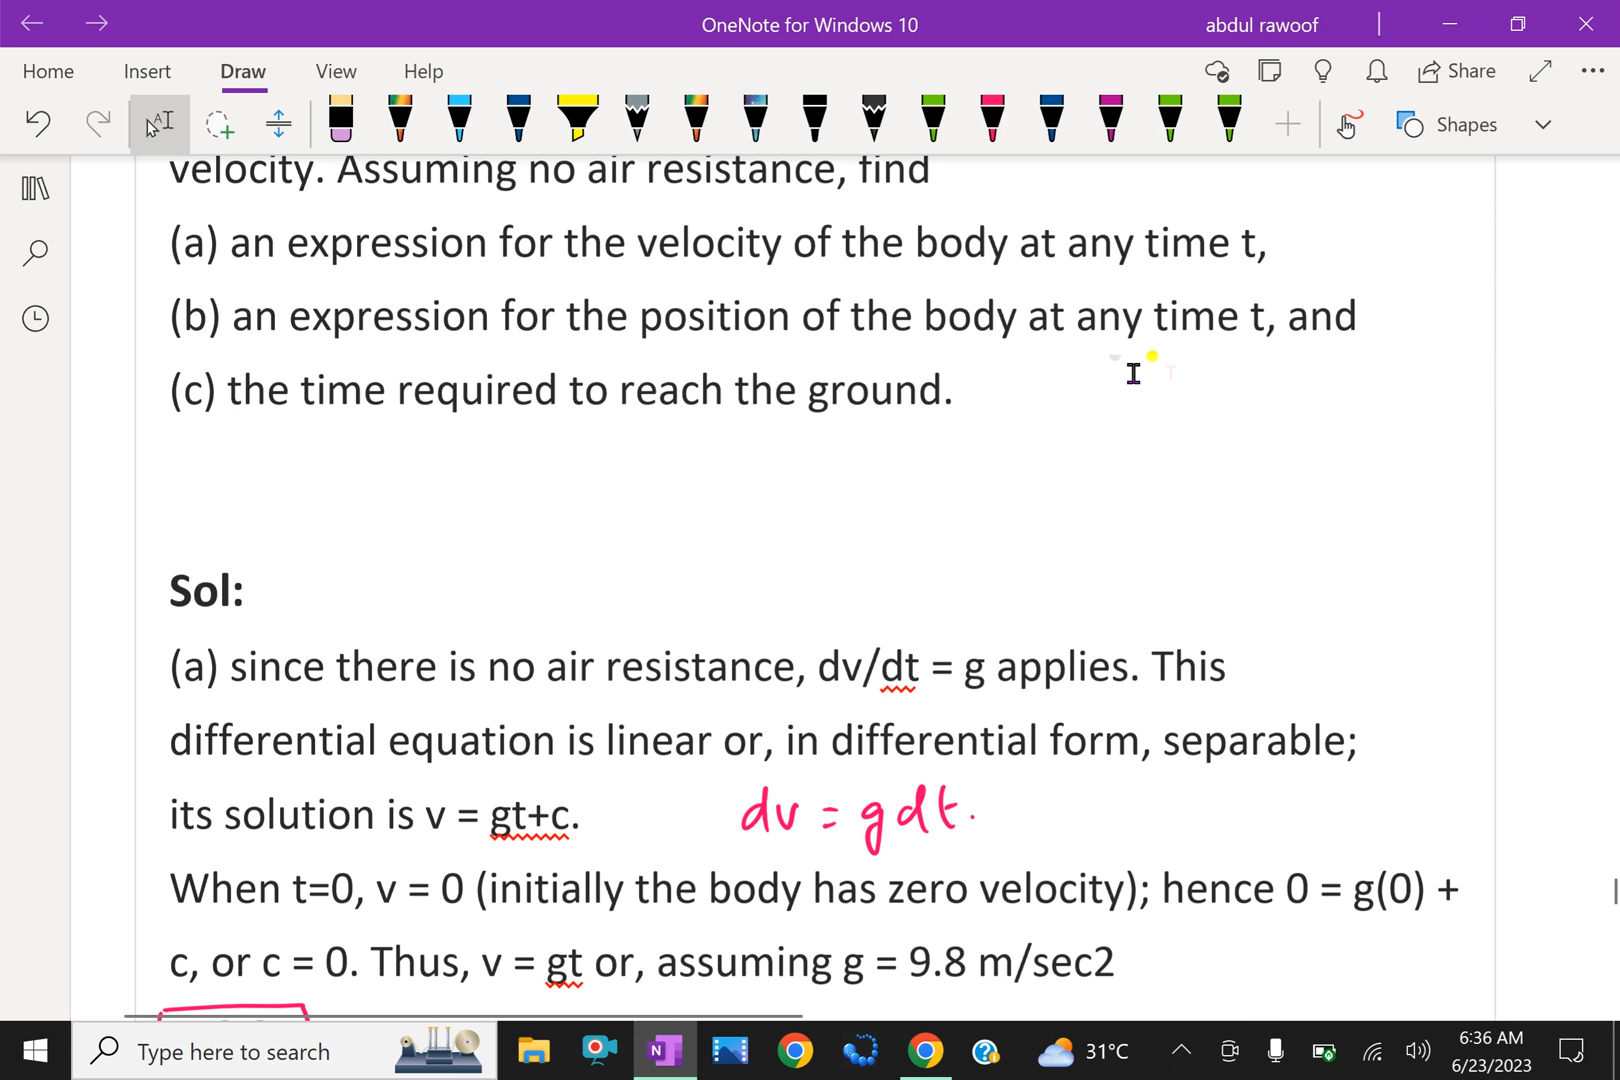 OneNote for Windows 10
abdul rawoof
Home Insert Draw View Help
Share
Shapes
velocity. Assuming no air resistance, find
(a) an expression for the velocity of the body at any time t,
(b) an expression for the position of the body at any time t, and
(c) the time required to reach the ground.
Sol:
(a) since there is no air resistance, dv/dt = g applies. This
differential equation is linear or, in differential form, separable;
its solution is v = gt+c.
dv = g dt.
When t=0, v = 0 (initially the body has zero velocity); hence 0 = g(0) +
c, or c = 0. Thus, v = gt or, assuming g = 9.8 m/sec2
Type here to search
31°C
6:36 AM
6/23/2023